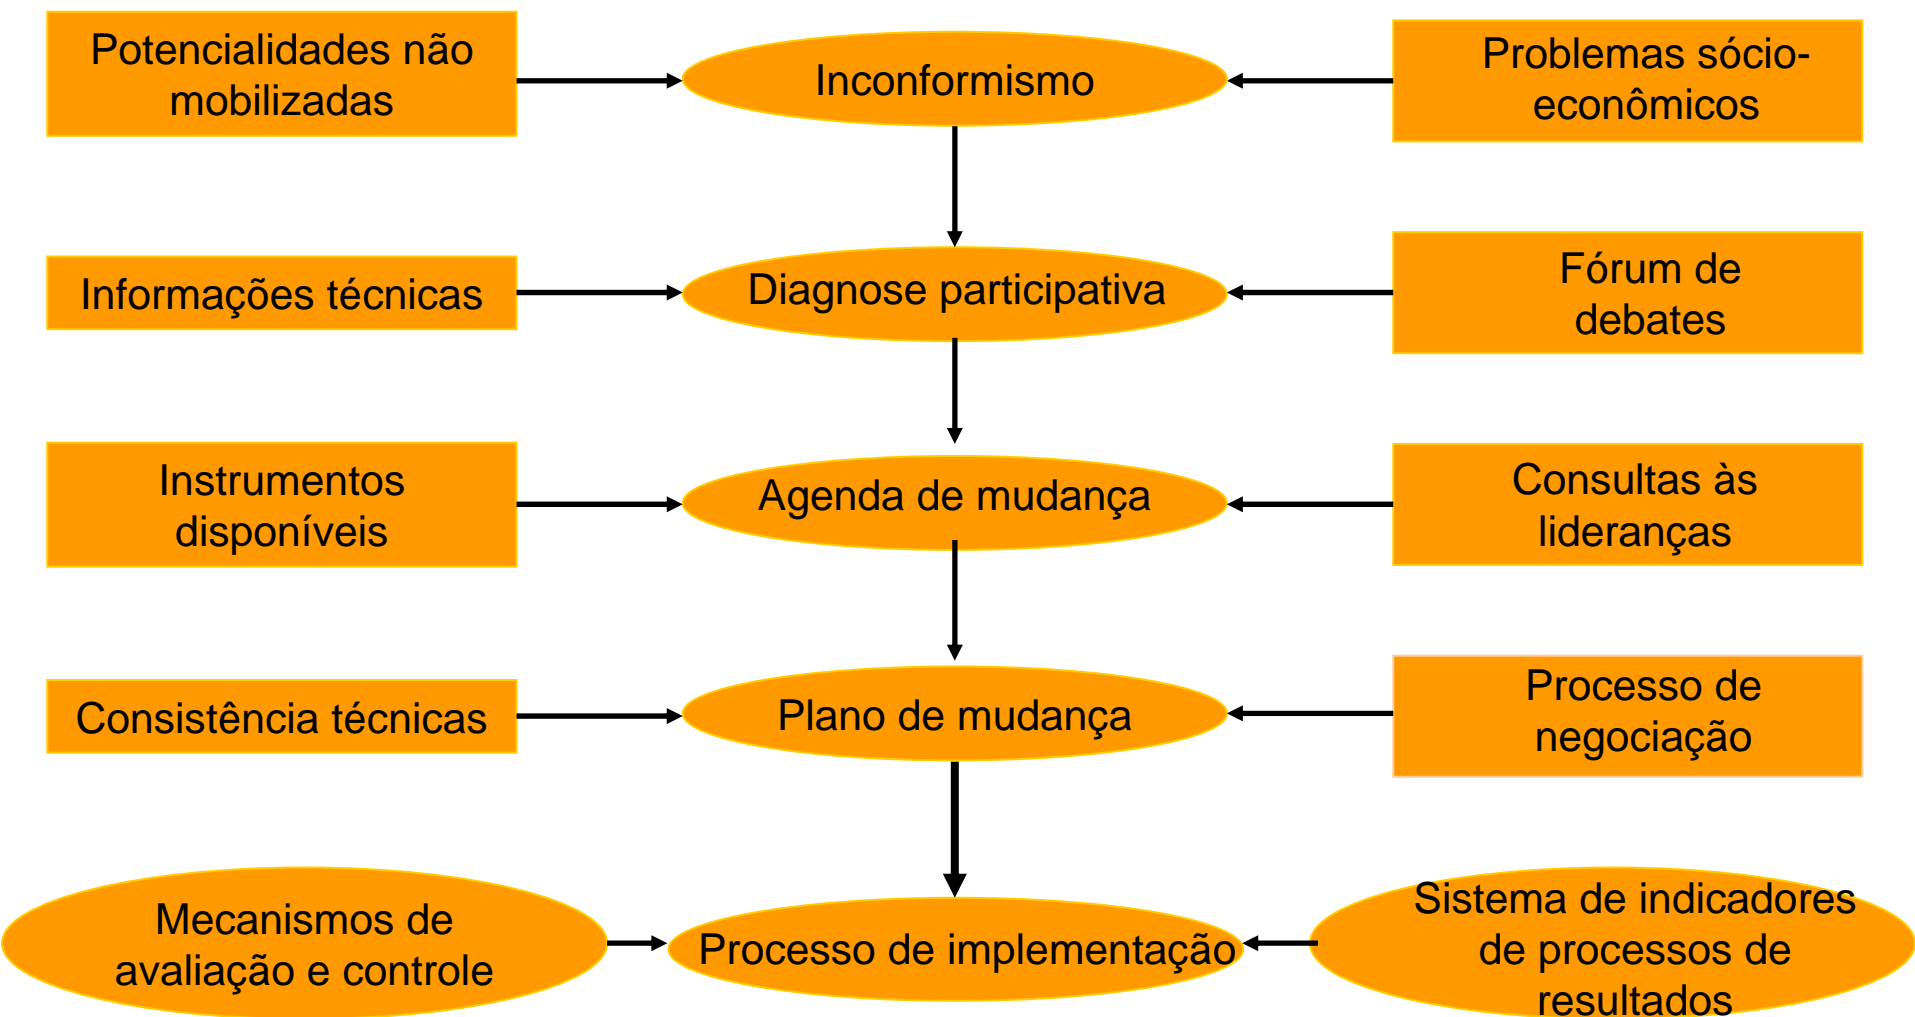 Potencialidades não
mobilizadas
Inconformismo
Problemas sócio-
econômicos
Informações técnicas
Diagnose participativa
Fórum de
debates
Instrumentos
disponíveis
Agenda de mudança
Consultas às
lideranças
Consistência técnicas
Plano de mudança
Processo de
negociação
Mecanismos de
avaliação e controle
Processo de implementação
Sistema de indicadores
de processos de
resultados